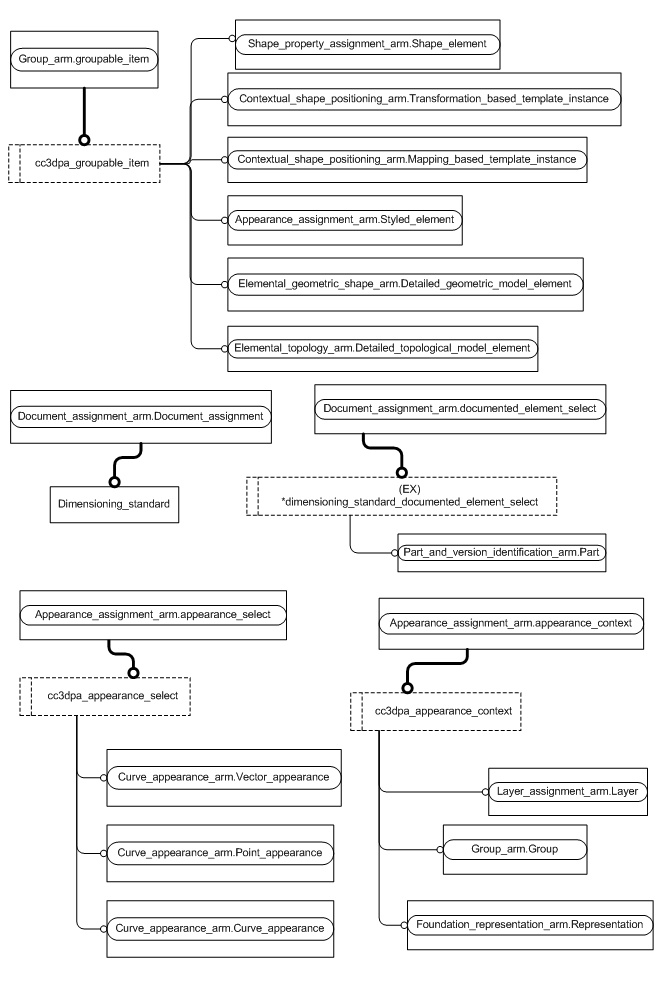 Shape_property_assignment_arm.Shape_element
Group_arm.groupable_item
Contextual_shape_positioning_arm.Transformation_based_template_instance
cc3dpa_groupable_item
Contextual_shape_positioning_arm.Mapping_based_template_instance
Appearance_assignment_arm.Styled_element
Elemental_geometric_shape_arm.Detailed_geometric_model_element
Elemental_topology_arm.Detailed_topological_model_element
Document_assignment_arm.Document_assignment
Document_assignment_arm.documented_element_select
Dimensioning_standard
(EX)
*dimensioning_standard_documented_element_select
Part_and_version_identification_arm.Part
Appearance_assignment_arm.appearance_select
Appearance_assignment_arm.appearance_context
cc3dpa_appearance_select
cc3dpa_appearance_context
Curve_appearance_arm.Vector_appearance
Layer_assignment_arm.Layer
Curve_appearance_arm.Point_appearance
Group_arm.Group
Curve_appearance_arm.Curve_appearance
Foundation_representation_arm.Representation